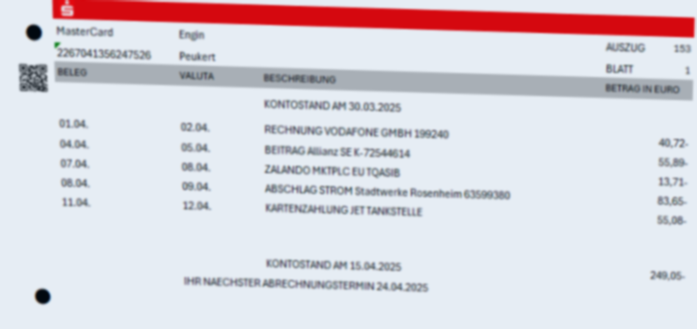 MasterCard Engin AUSZUG 153
2267041356247526 Peukert BLATT 1
BELEG VALUTA BESCHREIBUNG BETRAG IN EURO
KONTOSTAND AM 30.03.2025
01.04. 02.04. RECHNUNG VODAFONE GMBH 199240 40,72-
04.04. 05.04. BEITRAG Allianz SE K-72544614 55,89-
07.04. 08.04. ZALANDO MKTPLC EU TQASIB 13,71-
08.04. 09.04. ABSCHLAG STROM Stadtwerke Rosenheim 63599380 83,65-
11.04. 12.04. KARTENZAHLUNG JET TANKSTELLE 55,08-
KONTOSTAND AM 15.04.2025 249,05-
IHR NAECHSTER ABRECHNUNGSTERMIN 24.04.2025